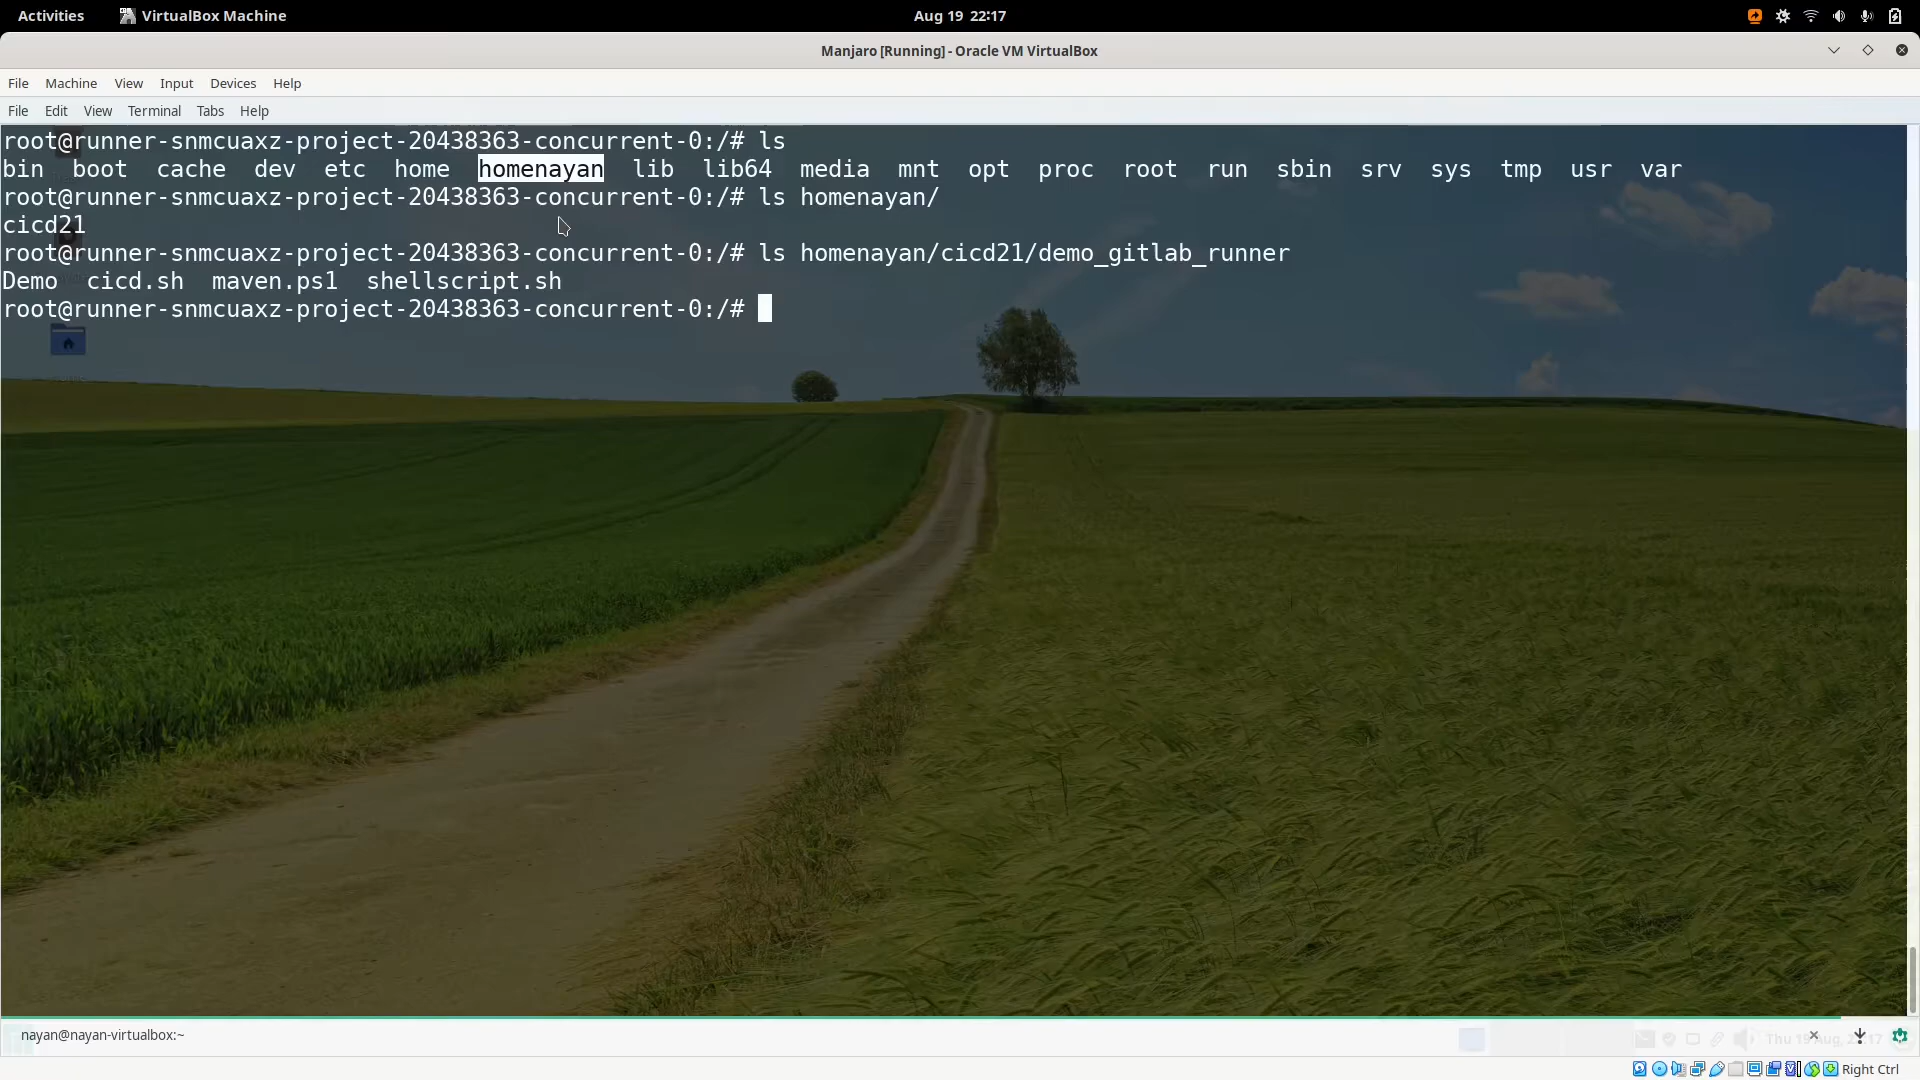 Activities VirtualBox Machine Aug 19 22:17
Manjaro [Running] - Oracle VM VirtualBox
File Machine View Input Devices Help
File Edit View Terminal Tabs Help
root@runner-snmcuaxz-project-20438363-concurrent-0:/# ls
bin boot cache dev etc home homenayan lib lib64 media mnt opt proc root run sbin srv sys tmp usr var
root@runner-snmcuaxz-project-20438363-concurrent-0:/# ls homenayan/
cicd21
root@runner-snmcuaxz-project-20438363-concurrent-0:/# ls homenayan/cicd21/demo_gitlab_runner
Demo cicd.sh maven.ps1 shellscript.sh
root@runner-snmcuaxz-project-20438363-concurrent-0:/#
nayan@nayan-virtualbox:~
Right Ctrl